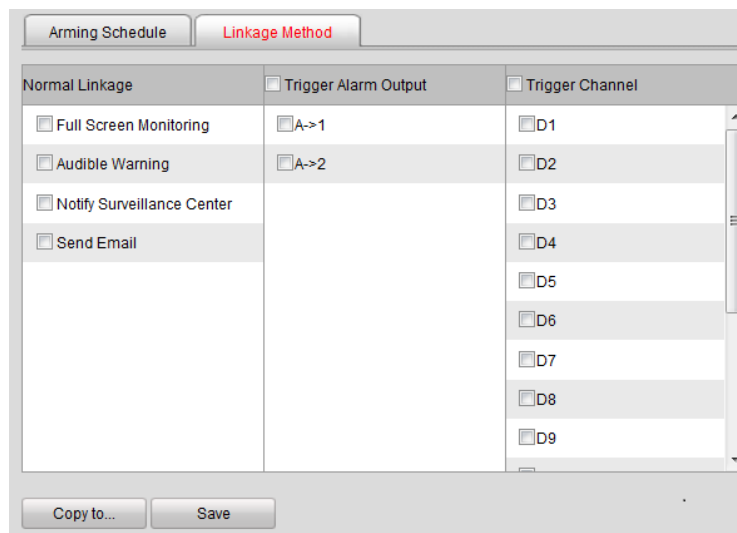 Arming Schedule
Linkage Method
Normal Linkage
Trigger Alarm Output
Trigger Channel
Full Screen Monitoring
A->1
D1
Audible Warning
A->2
D2
Notify Surveillance Center
D3
Send Email
D4
D5
D6
D7
D8
D9
Copy to...
Save